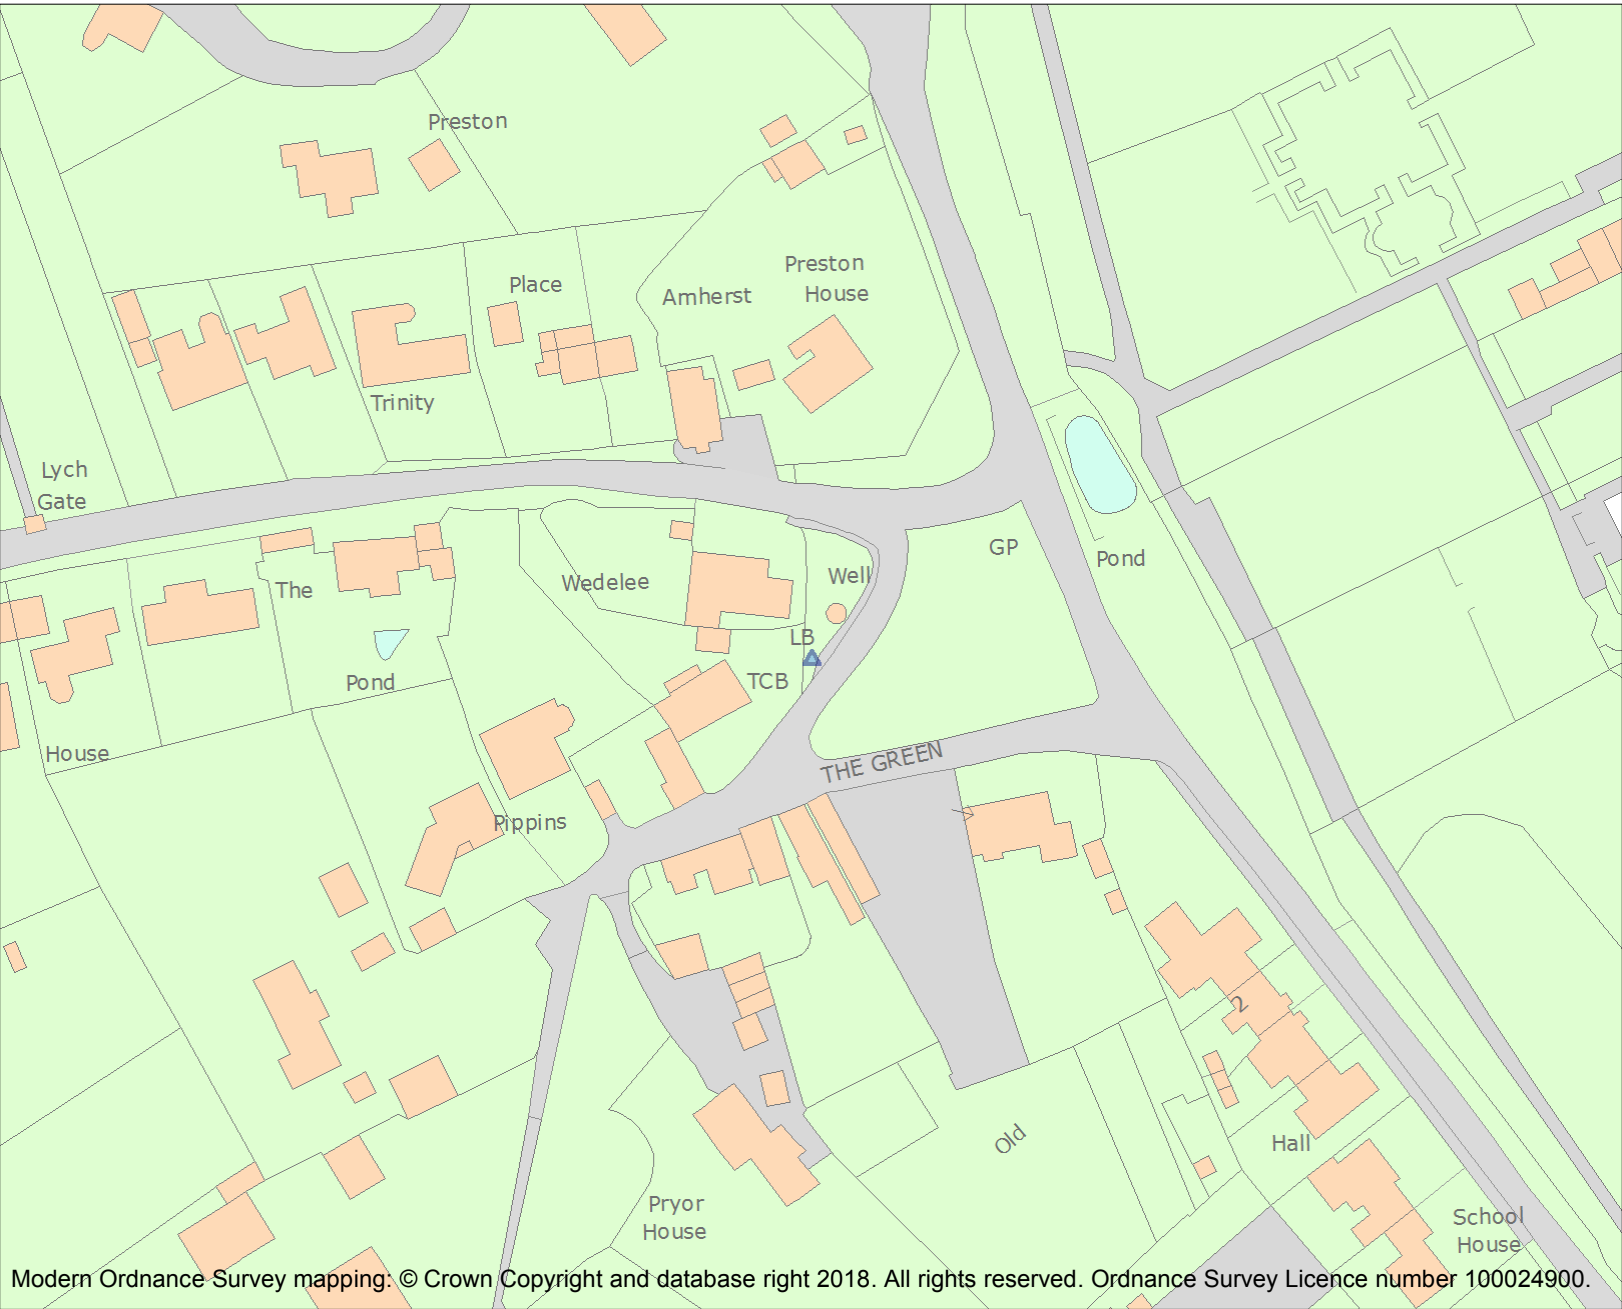 Preston
Preston
House
Place
Amherst
Trinity
Lych
Gate
GP
Pond
The
Wedelee
Well
LB
TCB
Pond
House
THE GREEN
Pippins
2
Old
Hall
Pryor
House
School
House
Modern Ordnance Survey mapping: © Crown Copyright and database right 2018. All rights reserved. Ordnance Survey Licence number 100024900.